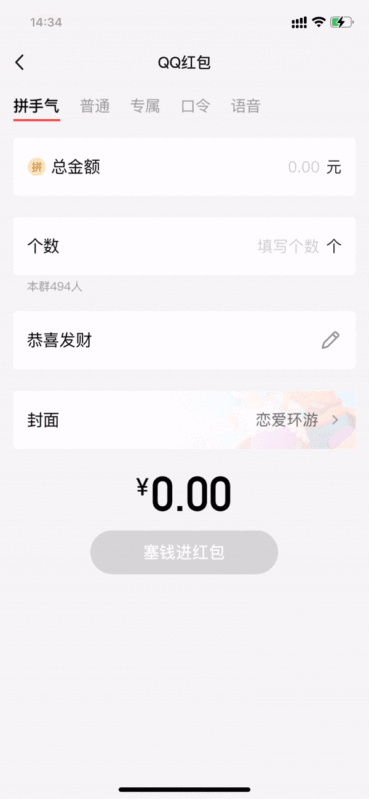 14:34
QQ红包
拼手气 普通 专属 口令 语音
拼 总金额 0.00 元
个数 填写个数 个
本群494人
恭喜发财
封面 恋爱环游
¥0.00
塞钱进红包